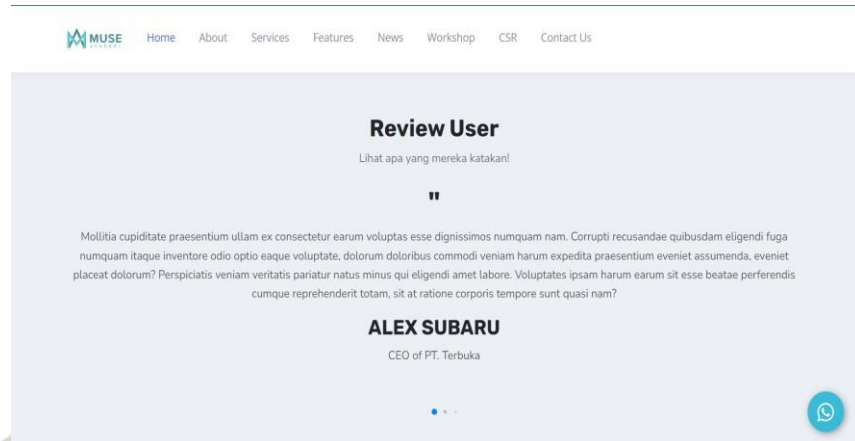 MUSE
ACADEMY
Home About Services Features News Workshop CSR Contact Us
Review User
Lihat apa yang mereka katakan!
"
Mollitia cupiditate praesentium ullam ex consectetur earum voluptas esse dignissimos numquam nam. Corrupti recusandae quibusdam eligendi fuga
numquam itaque inventore odio optio eaque voluptate, dolorum doloribus commodi veniam harum expedita praesentium eveniet assumenda, eveniet
placeat dolorum? Perspiciatis veniam veritatis pariatur natus minus qui eligendi amet labore. Voluptates ipsam harum earum sit esse beatae perferendis
cumque reprehenderit totam, sit at ratione corporis tempore sunt quasi nam?
ALEX SUBARU
CEO of PT. Terbuka